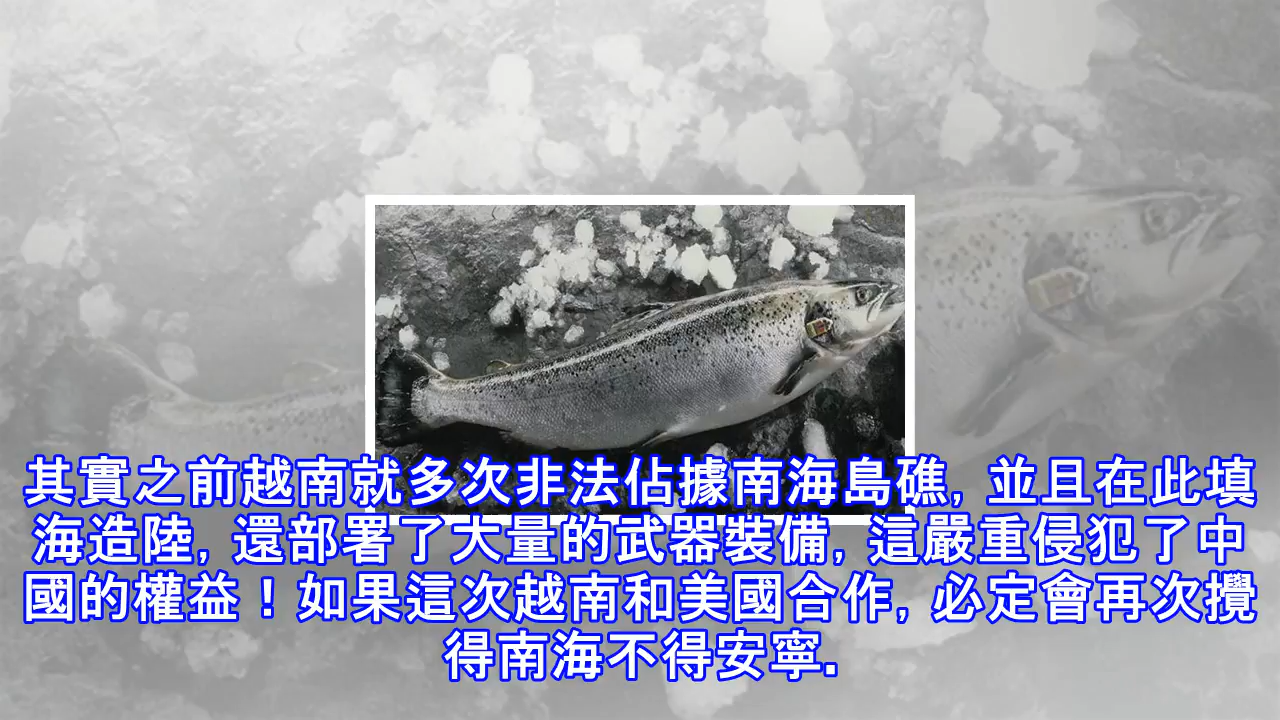 其實之前越南就多次非法佔據南海島礁, 並且在此填
海造陸, 還部署了大量的武器裝備, 這嚴重侵犯了中
國的權益！如果這次越南和美國合作, 必定會再次攪
得南海不得安寧.